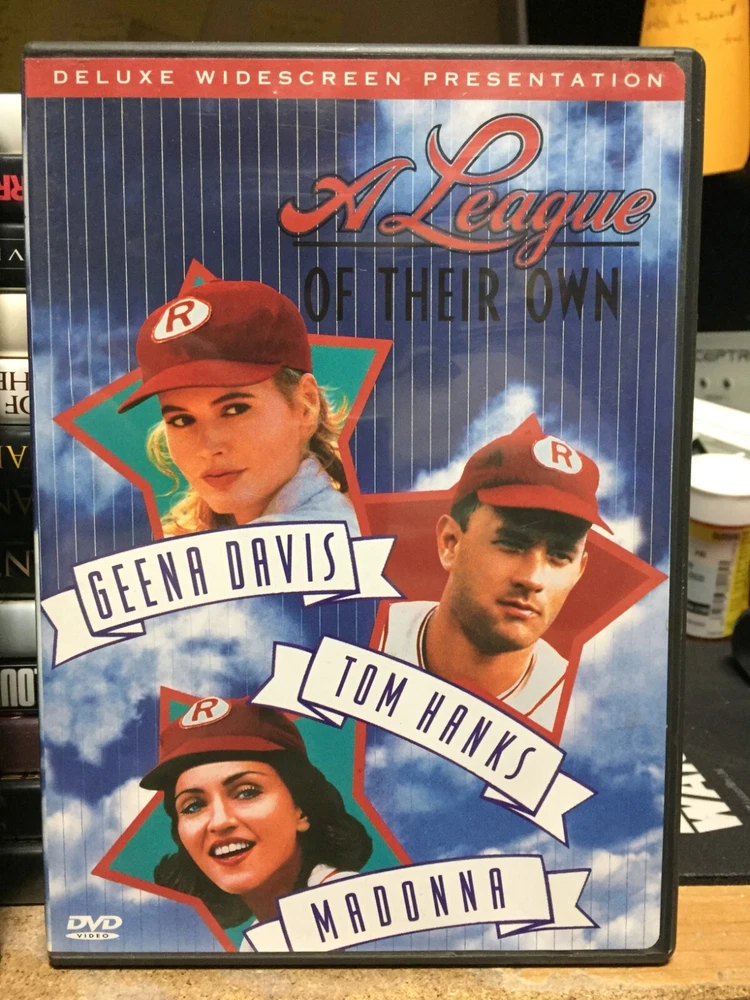 DELUXE WIDESCREEN PRESENTATION
A League
OF THEIR OWN
R
GEENA DAVIS
R
TOM HANKS
R
MADONNA
DVD
VIDEO